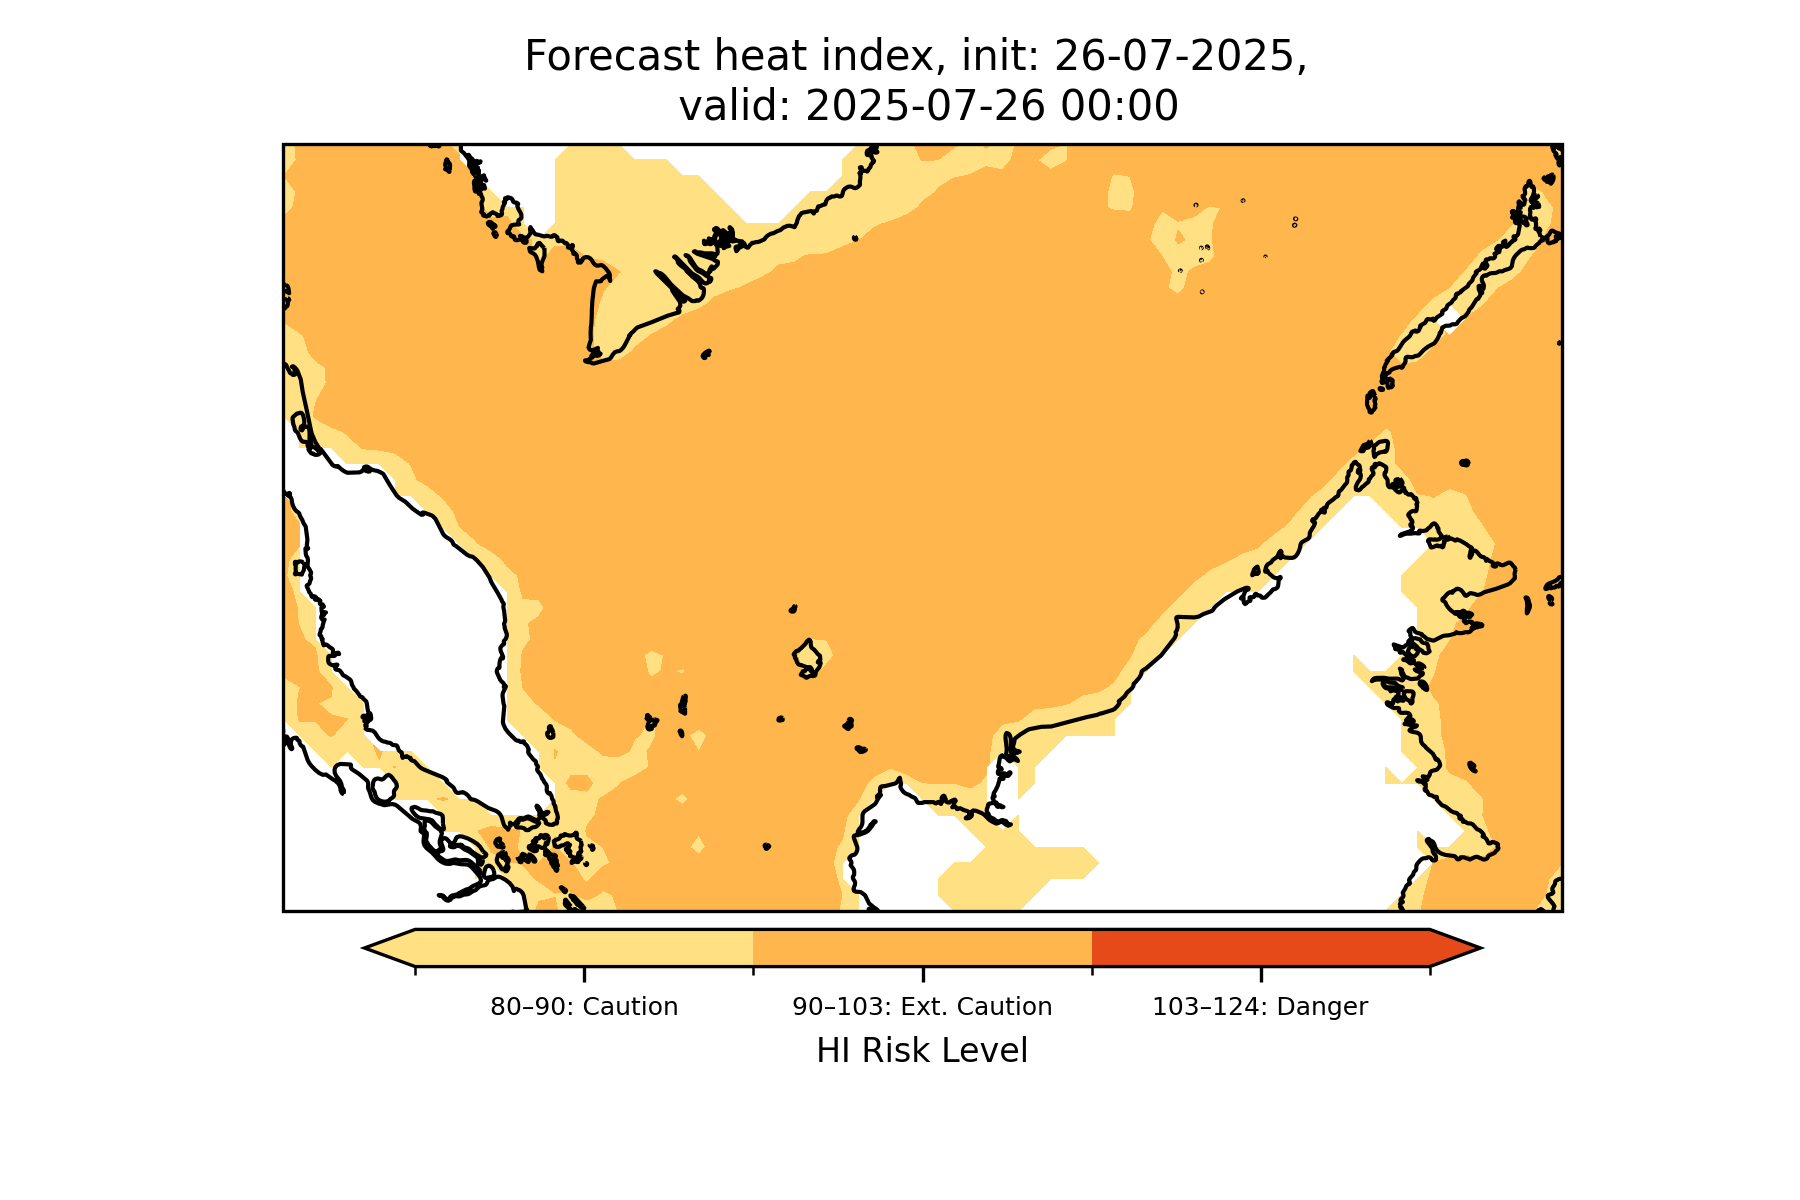 Forecast heat index, init: 26-07-2025,
valid: 2025-07-26 00:00
80–90: Caution
90–103: Ext. Caution
103–124: Danger
HI Risk Level